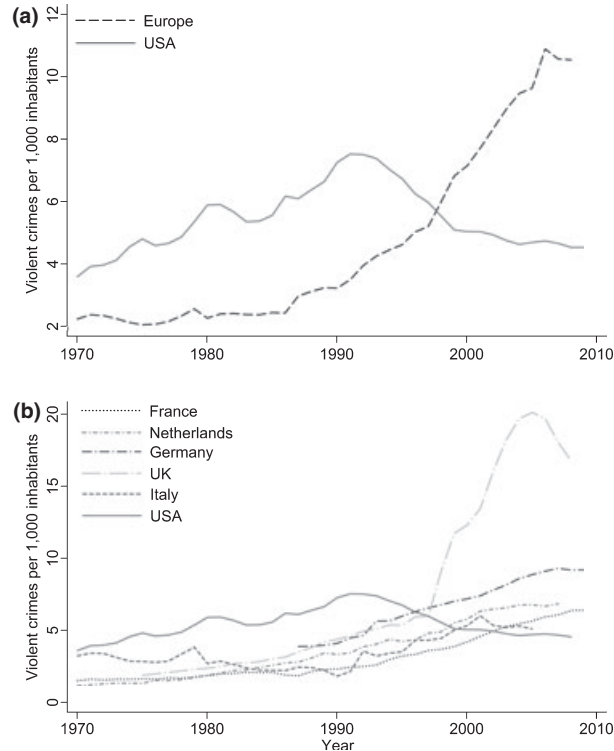 (a)
Europe
USA
Violent crimes per 1,000 inhabitants
12
10
8
6
4
2
1970 1980 1990 2000 2010
(b)
France
Netherlands
Germany
UK
Italy
USA
Violent crimes per 1,000 inhabitants
20
15
10
5
0
1970 1980 1990 2000 2010
Year